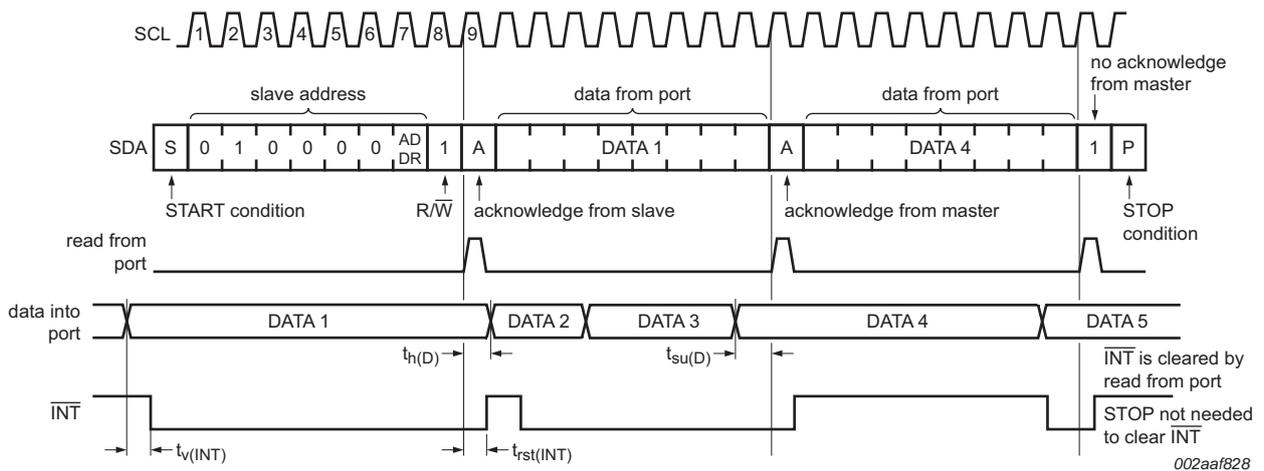 SCL 1 2 3 4 5 6 7 8 9
no acknowledge
from master
slave address data from port data from port
SDA S 0 1 0 0 0 0 AD DR 1 A DATA 1 A DATA 4 1 P
START condition R/W̅ acknowledge from slave acknowledge from master STOP
condition
read from
port
data into
port
DATA 1 DATA 2 DATA 3 DATA 4 DATA 5
th(D) tsu(D)
I̅N̅T̅ is cleared by
read from port
I̅N̅T̅
STOP not needed
to clear I̅N̅T̅
tv(INT) trst(INT)
002aaf828